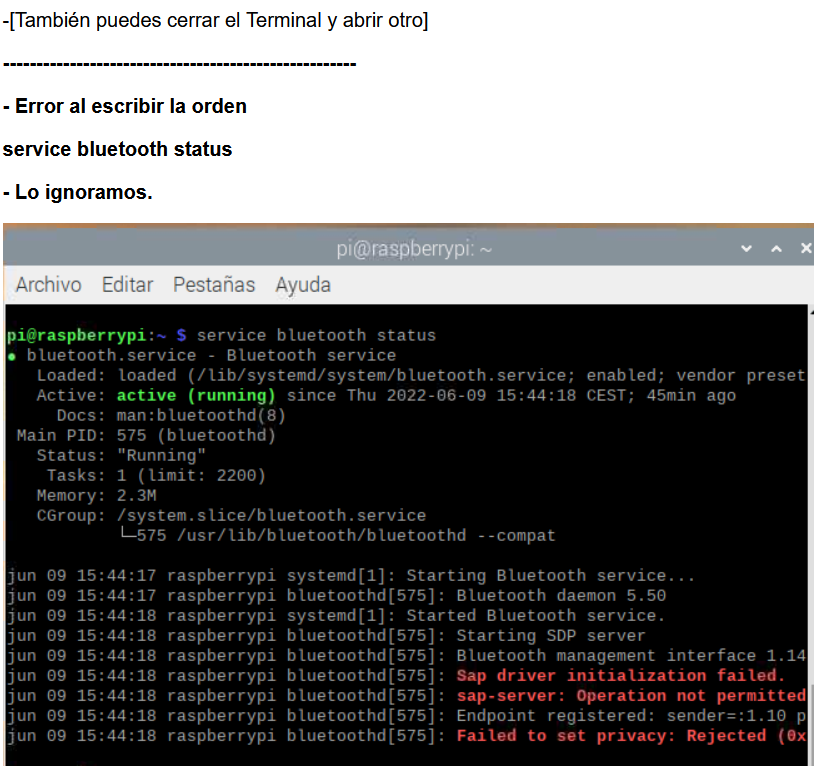 -[También puedes cerrar el Terminal y abrir otro]
-----------------------------------------------------
- Error al escribir la orden
service bluetooth status
- Lo ignoramos.
pi@raspberrypi: ~
Archivo Editar Pestañas Ayuda
pi@raspberrypi:~ $ service bluetooth status
● bluetooth.service - Bluetooth service
Loaded: loaded (/lib/systemd/system/bluetooth.service; enabled; vendor preset
Active: active (running) since Thu 2022-06-09 15:44:18 CEST; 45min ago
Docs: man:bluetoothd(8)
Main PID: 575 (bluetoothd)
Status: "Running"
Tasks: 1 (limit: 2200)
Memory: 2.3M
CGroup: /system.slice/bluetooth.service
└─575 /usr/lib/bluetooth/bluetoothd --compat
jun 09 15:44:17 raspberrypi systemd[1]: Starting Bluetooth service...
jun 09 15:44:17 raspberrypi bluetoothd[575]: Bluetooth daemon 5.50
jun 09 15:44:18 raspberrypi systemd[1]: Started Bluetooth service.
jun 09 15:44:18 raspberrypi bluetoothd[575]: Starting SDP server
jun 09 15:44:18 raspberrypi bluetoothd[575]: Bluetooth management interface 1.14
jun 09 15:44:18 raspberrypi bluetoothd[575]: Sap driver initialization failed.
jun 09 15:44:18 raspberrypi bluetoothd[575]: sap-server: Operation not permitted
jun 09 15:44:18 raspberrypi bluetoothd[575]: Endpoint registered: sender=:1.10 p
jun 09 15:44:18 raspberrypi bluetoothd[575]: Failed to set privacy: Rejected (0x